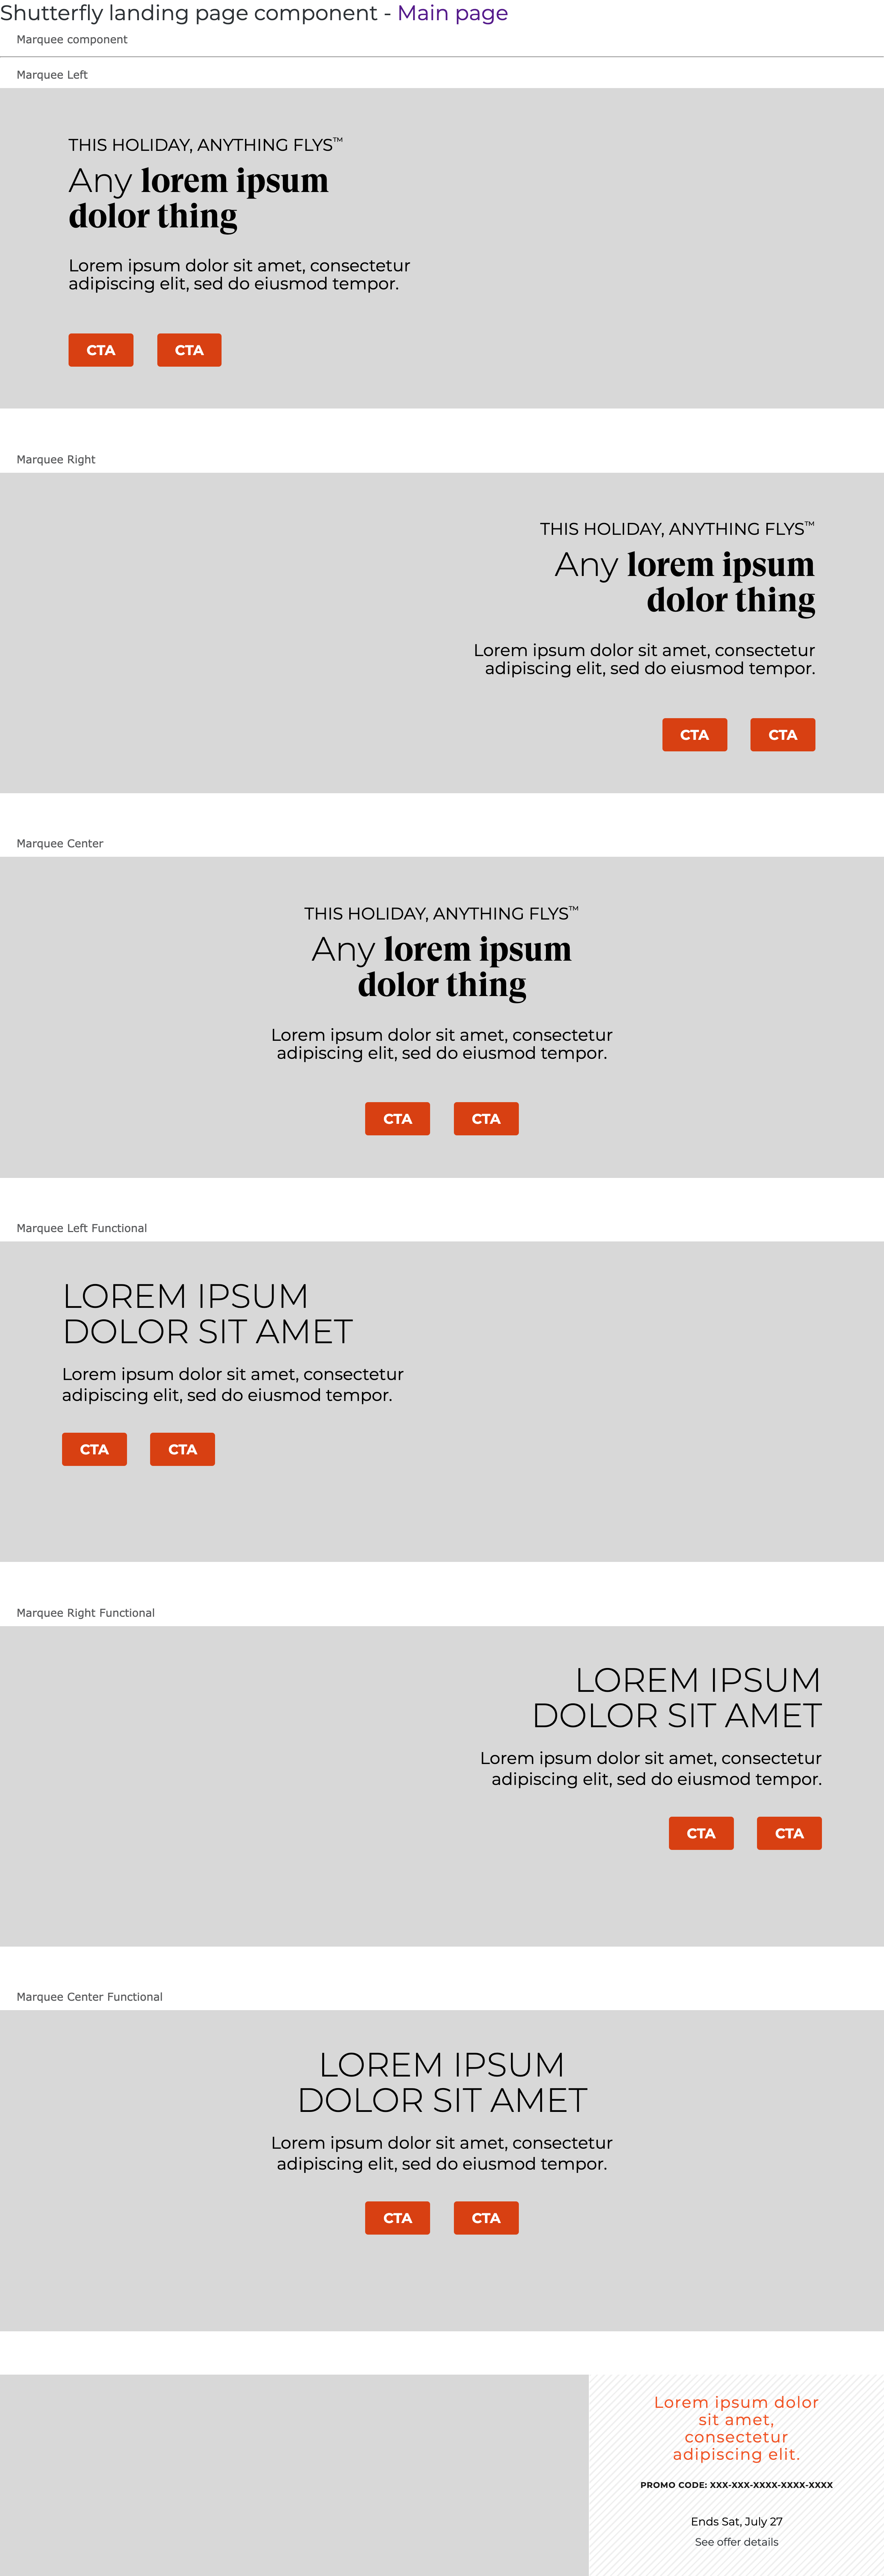 Shutterfly landing page component - Main page
Marquee component
Marquee Left
THIS HOLIDAY, ANYTHING FLYS™
Any lorem ipsum
dolor thing
Lorem ipsum dolor sit amet, consectetur
adipiscing elit, sed do eiusmod tempor.
CTA CTA
Marquee Right
THIS HOLIDAY, ANYTHING FLYS™
Any lorem ipsum
dolor thing
Lorem ipsum dolor sit amet, consectetur
adipiscing elit, sed do eiusmod tempor.
CTA CTA
Marquee Center
THIS HOLIDAY, ANYTHING FLYS™
Any lorem ipsum
dolor thing
Lorem ipsum dolor sit amet, consectetur
adipiscing elit, sed do eiusmod tempor.
CTA CTA
Marquee Left Functional
LOREM IPSUM
DOLOR SIT AMET
Lorem ipsum dolor sit amet, consectetur
adipiscing elit, sed do eiusmod tempor.
CTA CTA
Marquee Right Functional
LOREM IPSUM
DOLOR SIT AMET
Lorem ipsum dolor sit amet, consectetur
adipiscing elit, sed do eiusmod tempor.
CTA CTA
Marquee Center Functional
LOREM IPSUM
DOLOR SIT AMET
Lorem ipsum dolor sit amet, consectetur
adipiscing elit, sed do eiusmod tempor.
CTA CTA
Lorem ipsum dolor
sit amet,
consectetur
adipiscing elit.
PROMO CODE: XXX-XXX-XXXX-XXXX-XXXX
Ends Sat, July 27
See offer details